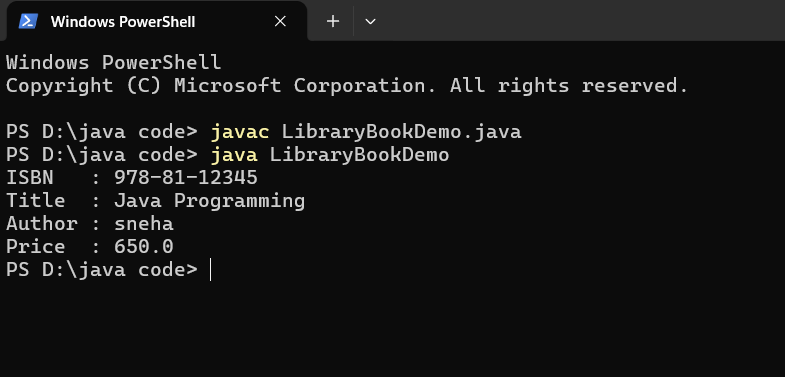 Windows PowerShell
Windows PowerShell
Copyright (C) Microsoft Corporation. All rights reserved.
PS D:\java code> javac LibraryBookDemo.java
PS D:\java code> java LibraryBookDemo
ISBN   : 978-81-12345
Title  : Java Programming
Author : sneha
Price  : 650.0
PS D:\java code>